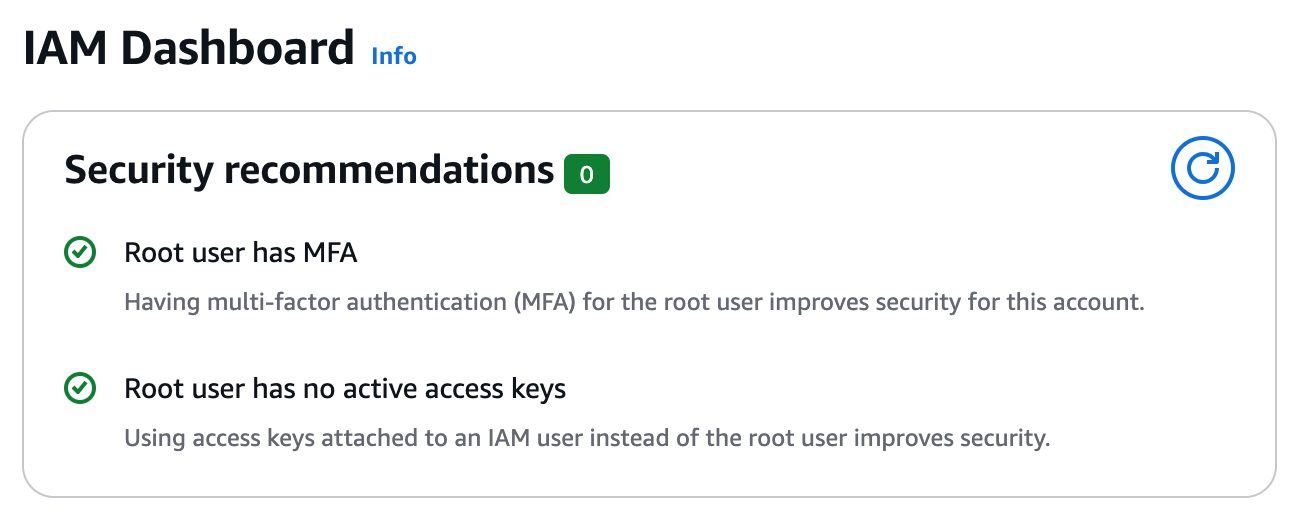 IAM Dashboard Info
Security recommendations 0
Root user has MFA
Having multi-factor authentication (MFA) for the root user improves security for this account.
Root user has no active access keys
Using access keys attached to an IAM user instead of the root user improves security.